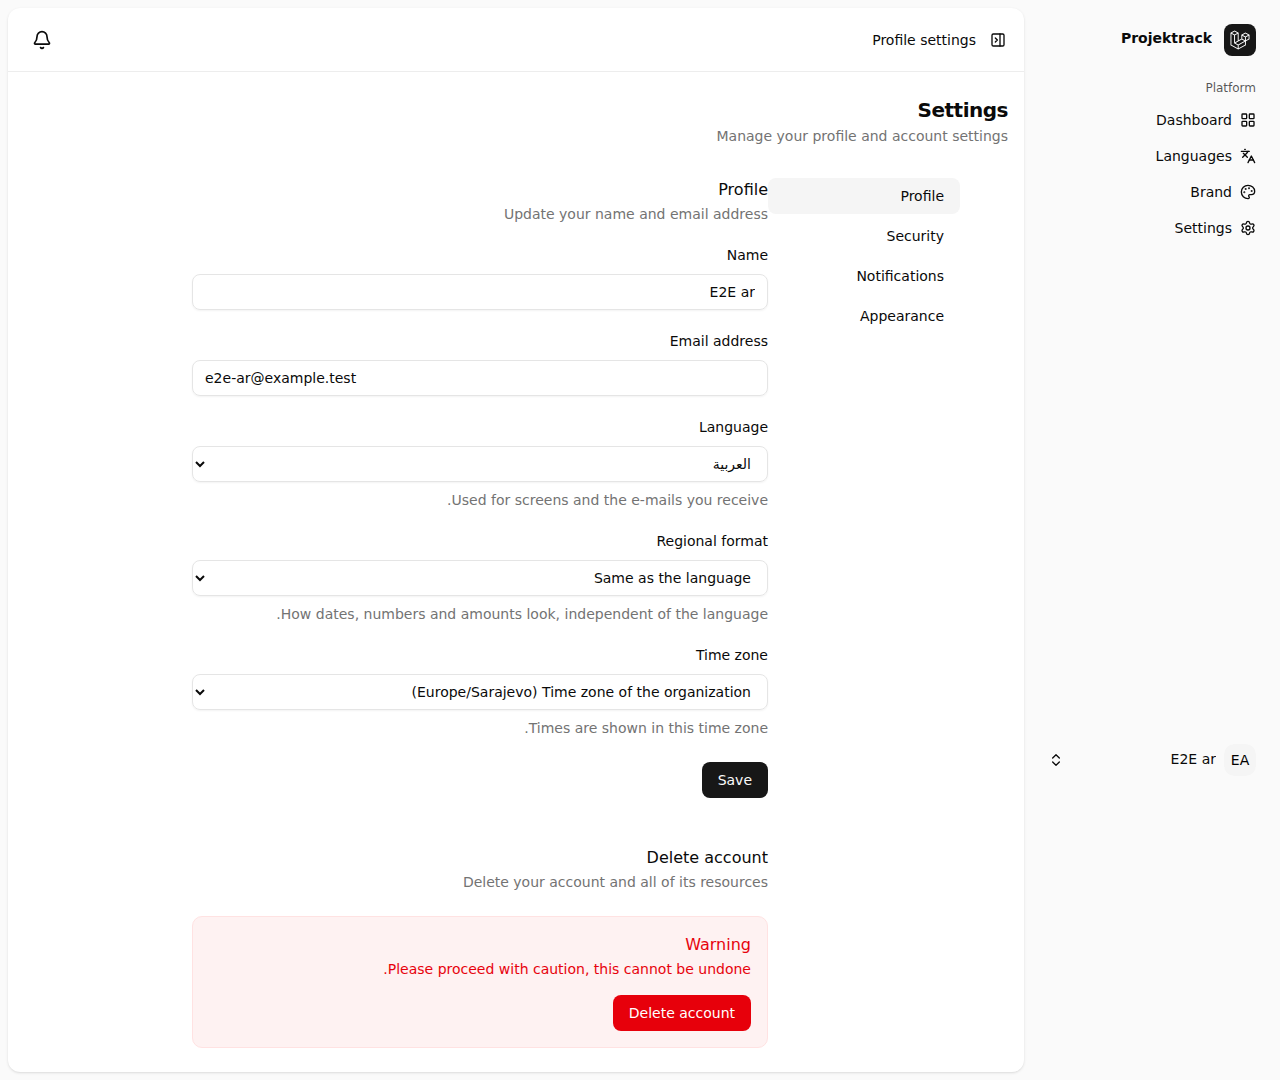 Projektrack
Platform
Dashboard
Languages
Brand
Settings
E2E ar
EA
Profile settings
Settings
Manage your profile and account settings
Profile
Security
Notifications
Appearance
Profile
Update your name and email address
Name
E2E ar
Email address
e2e-ar@example.test
Language
العربية
Used for screens and the e-mails you receive.
Regional format
Same as the language
How dates, numbers and amounts look, independent of the language.
Time zone
(Europe/Sarajevo) Time zone of the organization
Times are shown in this time zone.
Save
Delete account
Delete your account and all of its resources
Warning
Please proceed with caution, this cannot be undone.
Delete account